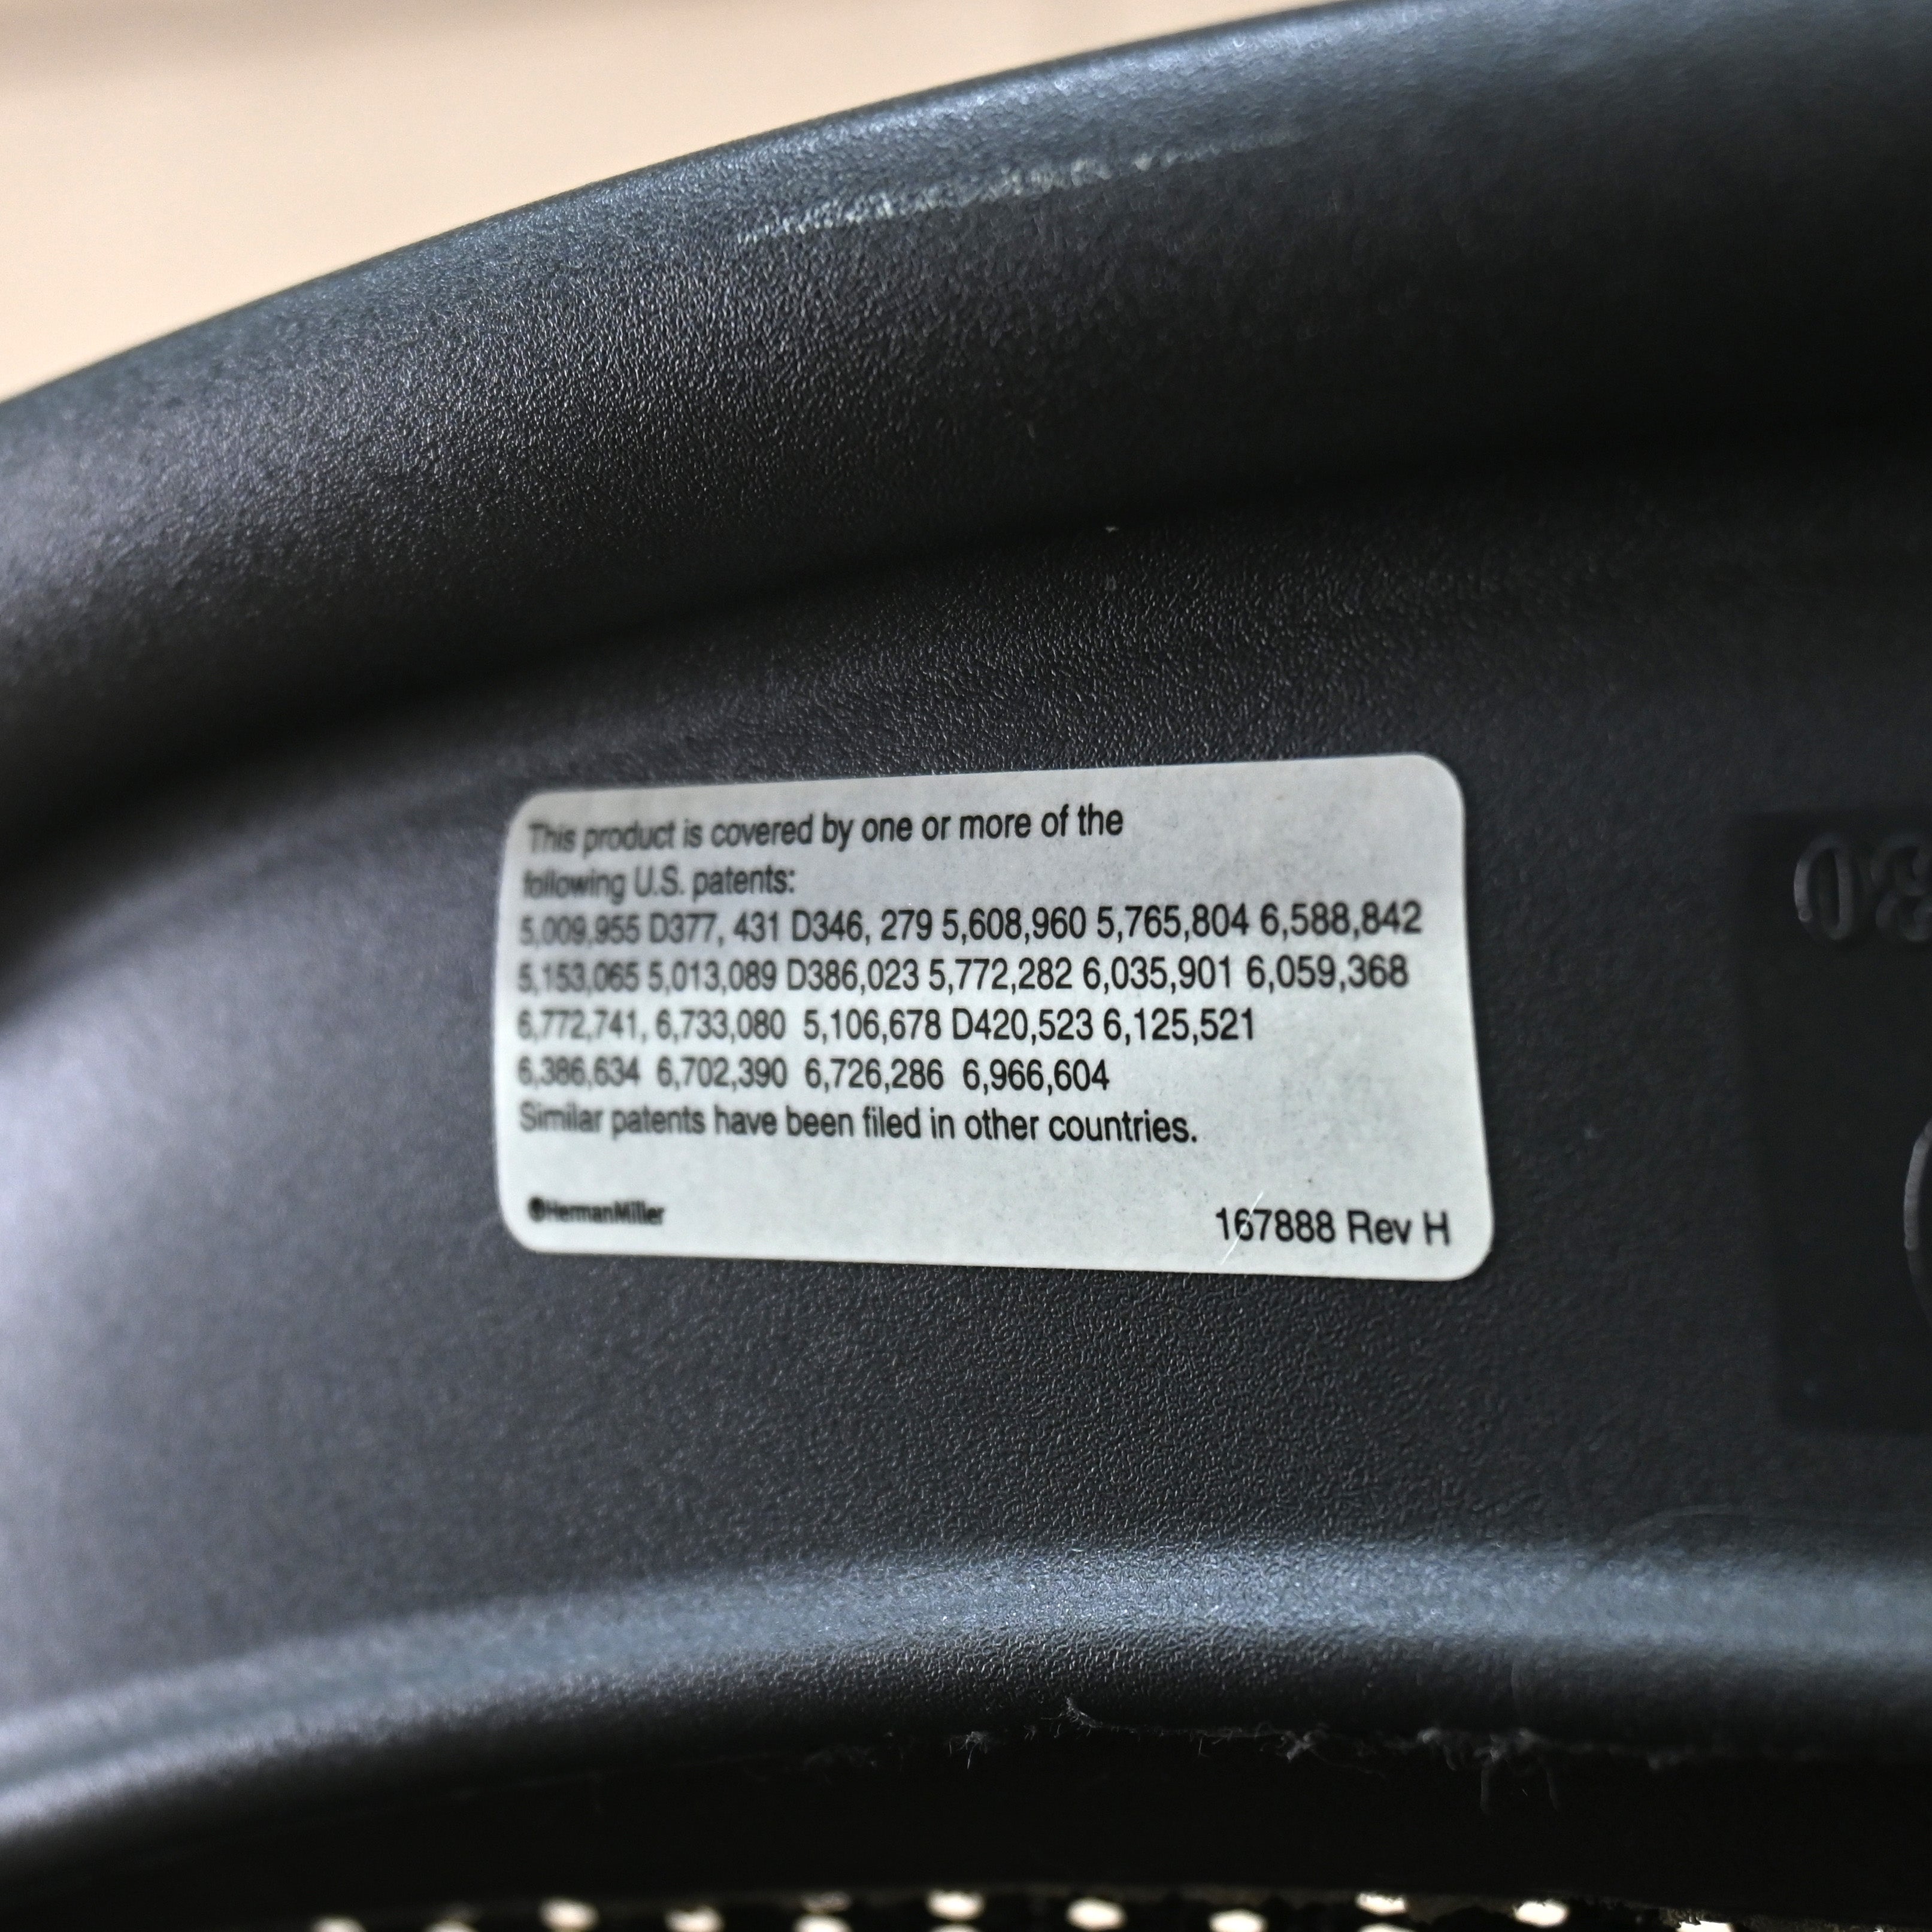 This product is covered by one or more of the
following U.S. patents:
5,009,955 D377, 431 D346, 279 5,608,960 5,765,804 6,588,842
5,153,065 5,013,089 D386,023 5,772,282 6,035,901 6,059,368
6,772,741, 6,733,080 5,106,678 D420,523 6,125,521
6,386,634 6,702,390 6,726,286 6,966,604
Similar patents have been filed in other countries.
HermanMiller 167888 Rev H